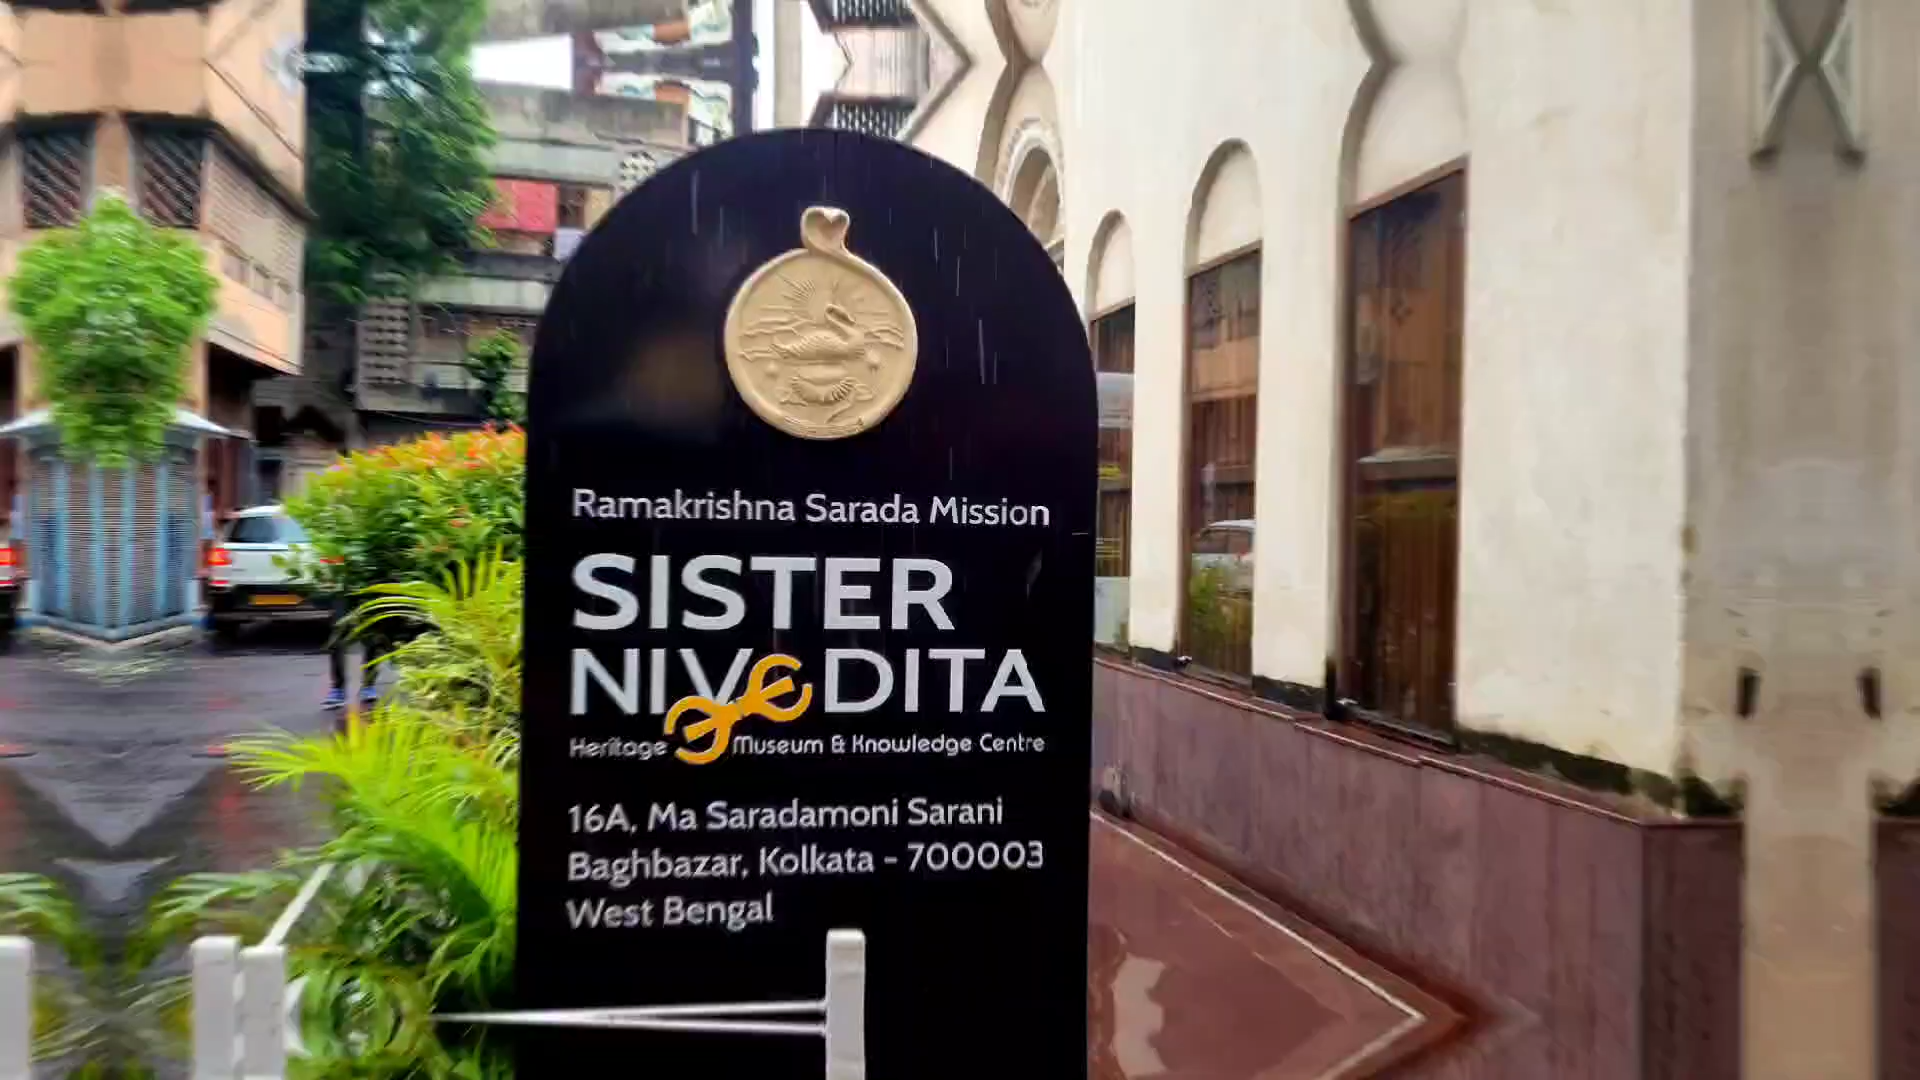 Ramakrishna Sarada Mission
SISTER
NIVEDITA
Heritage Museum & Knowledge Centre
16A, Ma Saradamoni Sarani
Baghbazar, Kolkata - 700003
West Bengal